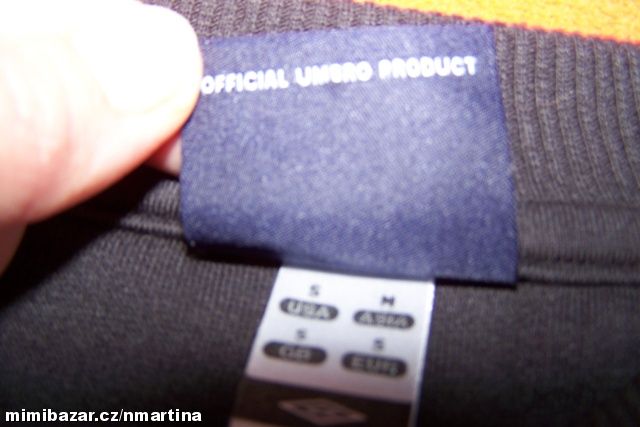 OFFICIAL UMBRO PRODUCT
S M
USA ASIA
S S
GB EUR
mimibazar.cz/nmartina